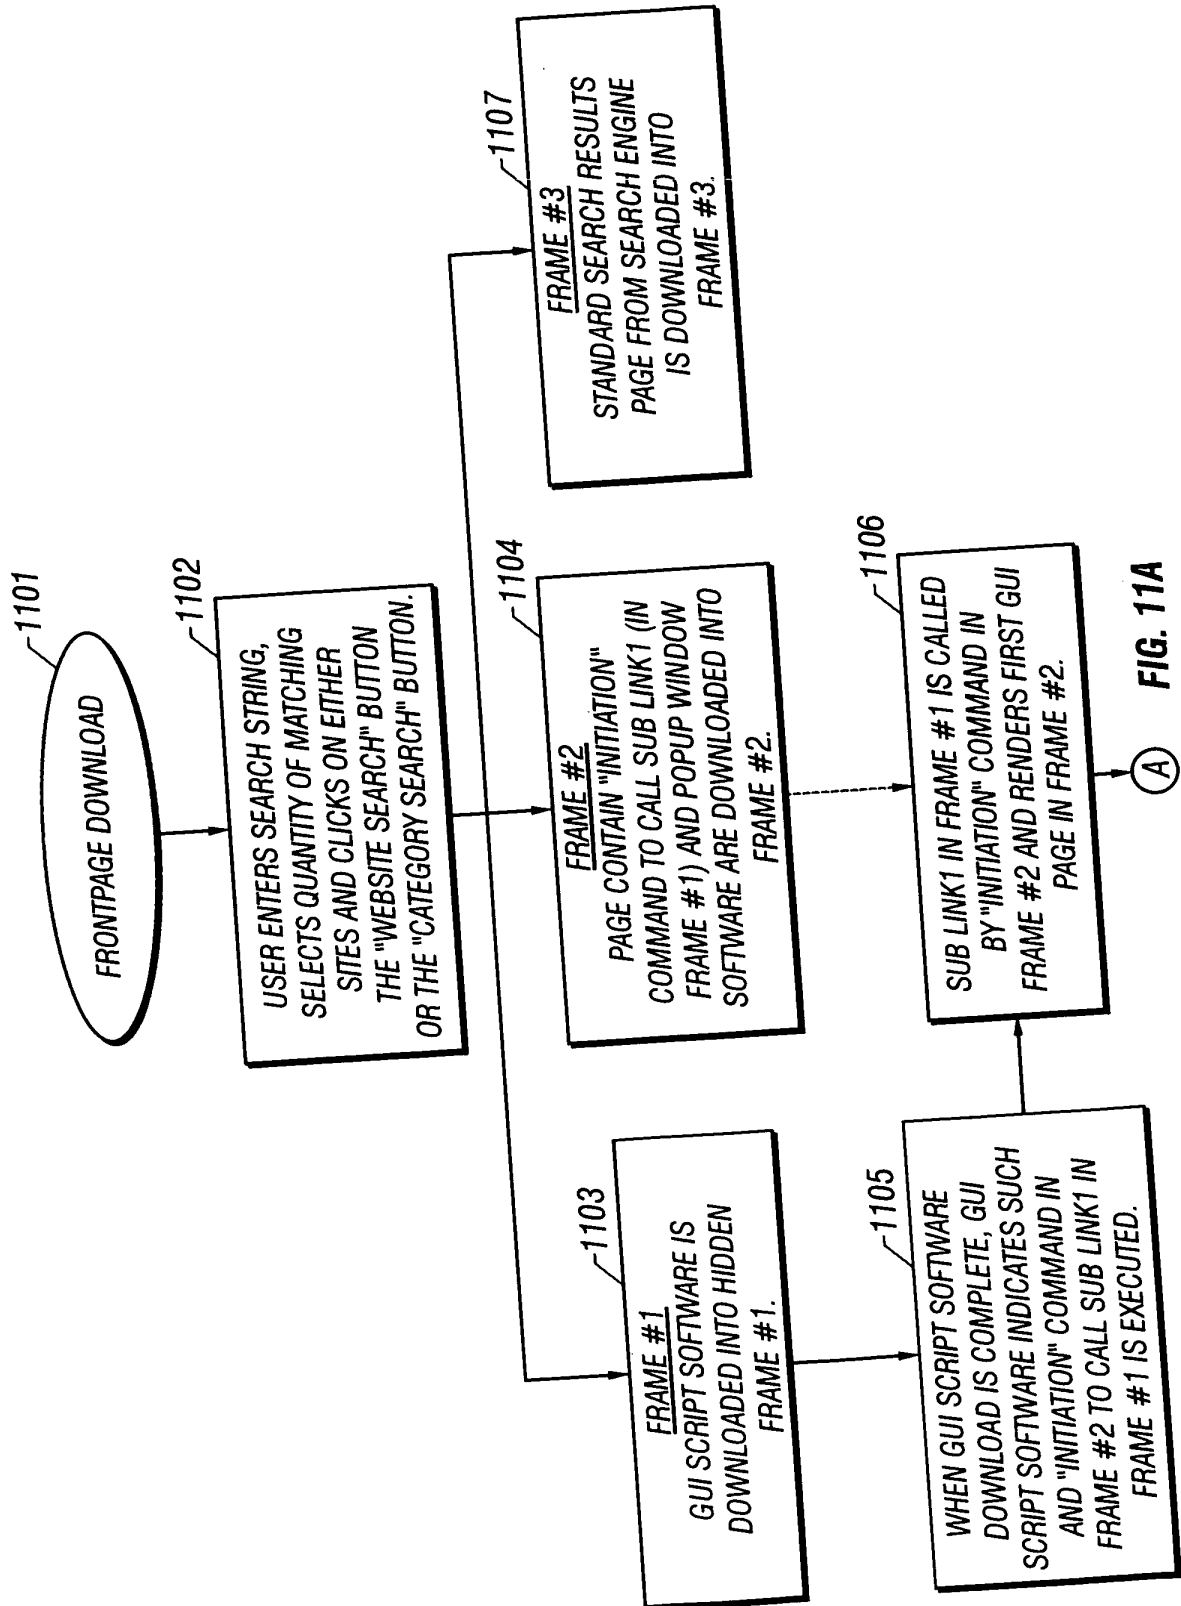 1101
FRONTPAGE DOWNLOAD
1102
USER ENTERS SEARCH STRING,
SELECTS QUANTITY OF MATCHING
SITES AND CLICKS ON EITHER
THE "WEBSITE SEARCH" BUTTON
OR THE "CATEGORY SEARCH" BUTTON.
1103
FRAME #1
GUI SCRIPT SOFTWARE IS
DOWNLOADED INTO HIDDEN
FRAME #1.
1104
FRAME #2
PAGE CONTAIN "INITIATION"
COMMAND TO CALL SUB LINK1 (IN
FRAME #1) AND POPUP WINDOW
SOFTWARE ARE DOWNLOADED INTO
FRAME #2.
1107
FRAME #3
STANDARD SEARCH RESULTS
PAGE FROM SEARCH ENGINE
IS DOWNLOADED INTO
FRAME #3.
1105
WHEN GUI SCRIPT SOFTWARE
DOWNLOAD IS COMPLETE, GUI
SCRIPT SOFTWARE INDICATES SUCH
AND "INITIATION" COMMAND IN
FRAME #2 TO CALL SUB LINK1 IN
FRAME #1 IS EXECUTED.
1106
SUB LINK1 IN FRAME #1 IS CALLED
BY "INITIATION" COMMAND IN
FRAME #2 AND RENDERS FIRST GUI
PAGE IN FRAME #2.
A
FIG. 11A